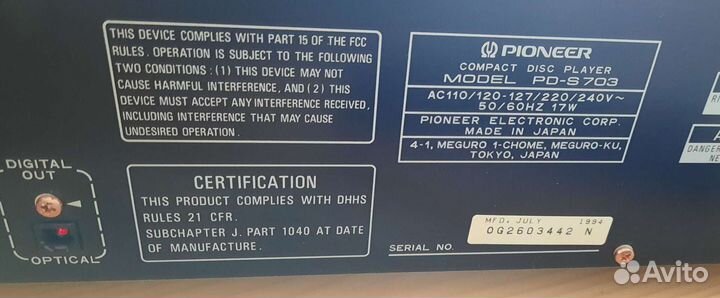 THIS DEVICE COMPLIES WITH PART 15 OF THE FCC
RULES. OPERATION IS SUBJECT TO THE FOLLOWING
TWO CONDITIONS: (1) THIS DEVICE MAY NOT
CAUSE HARMFUL INTERFERENCE, AND (2) THIS
DEVICE MUST ACCEPT ANY INTERFERENCE RECEIVED,
INCLUDING INTERFERENCE THAT MAY CAUSE
UNDESIRED OPERATION.
PIONEER
COMPACT DISC PLAYER
MODEL PD-S703
AC110/120-127/220/240V~
50/60HZ 17W
PIONEER ELECTRONIC CORP.
MADE IN JAPAN
4-1, MEGURO 1-CHOME, MEGURO-KU,
TOKYO, JAPAN
DANGER
DIGITAL
OUT
OPTICAL
CERTIFICATION
THIS PRODUCT COMPLIES WITH DHHS
RULES 21 CFR.
SUBCHAPTER J. PART 1040 AT DATE
OF MANUFACTURE.
MFD. JULY 1994
SERIAL NO. 0G2603442 N
Avito